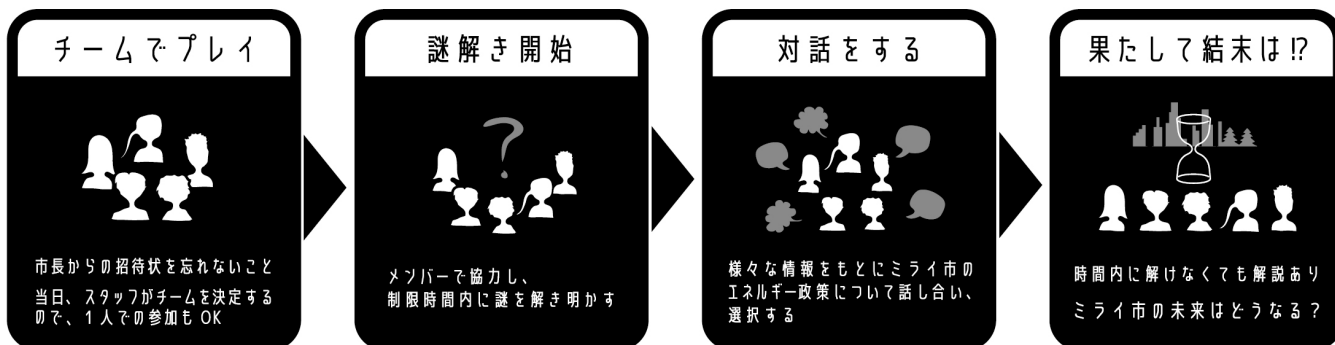 チームでプレイ
市長からの招待状を忘れないこと
当日、スタッフがチームを決定する
ので、1人での参加もOK
謎解き開始
?
メンバーで協力し、
制限時間内に謎を解き明かす
対話をする
様々な情報をもとにミライ市の
エネルギー政策について話し合い、
選択する
果たして結末は!?
時間内に解けなくても解説あり
ミライ市の未来はどうなる?